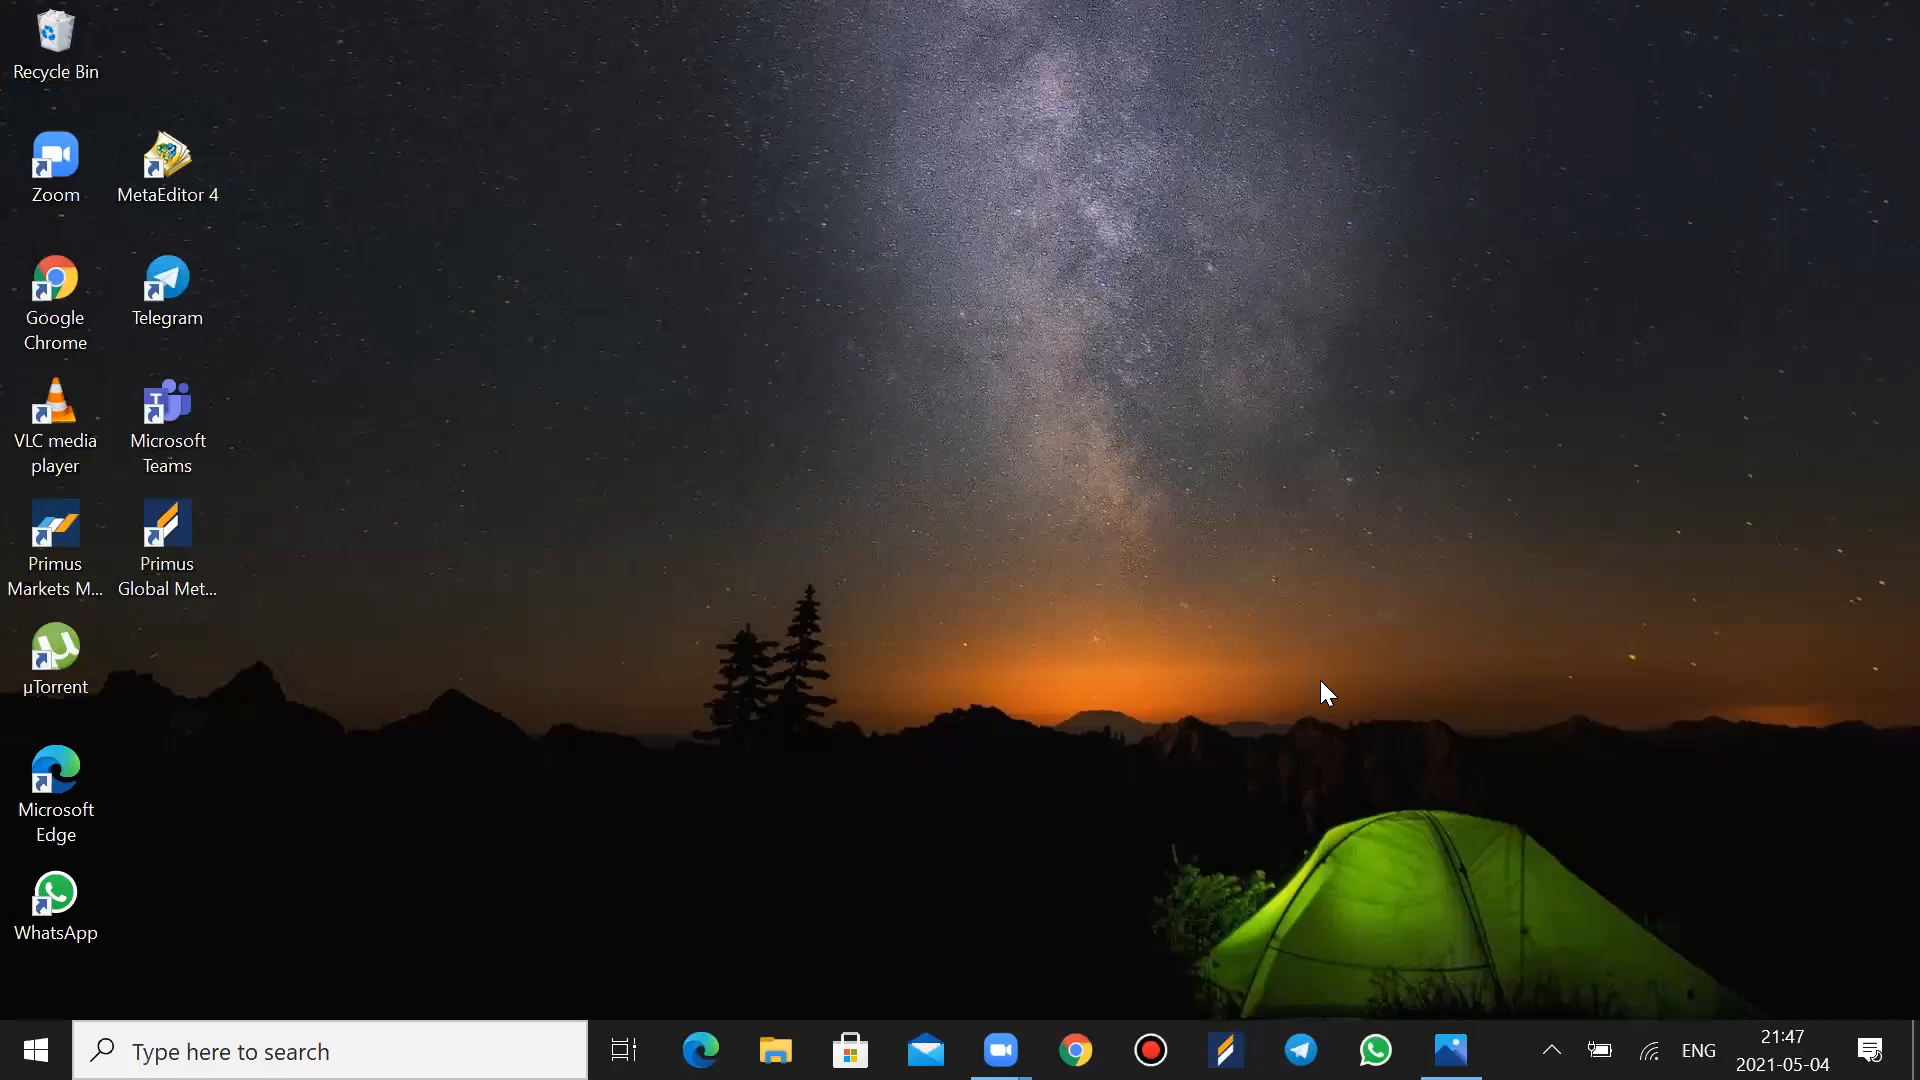 Recycle Bin
Zoom
MetaEditor 4
Google
Chrome
Telegram
VLC media
player
Microsoft
Teams
Primus
Markets M...
Primus
Global Met...
µTorrent
Microsoft
Edge
WhatsApp
Type here to search
ENG
21:47
2021-05-04